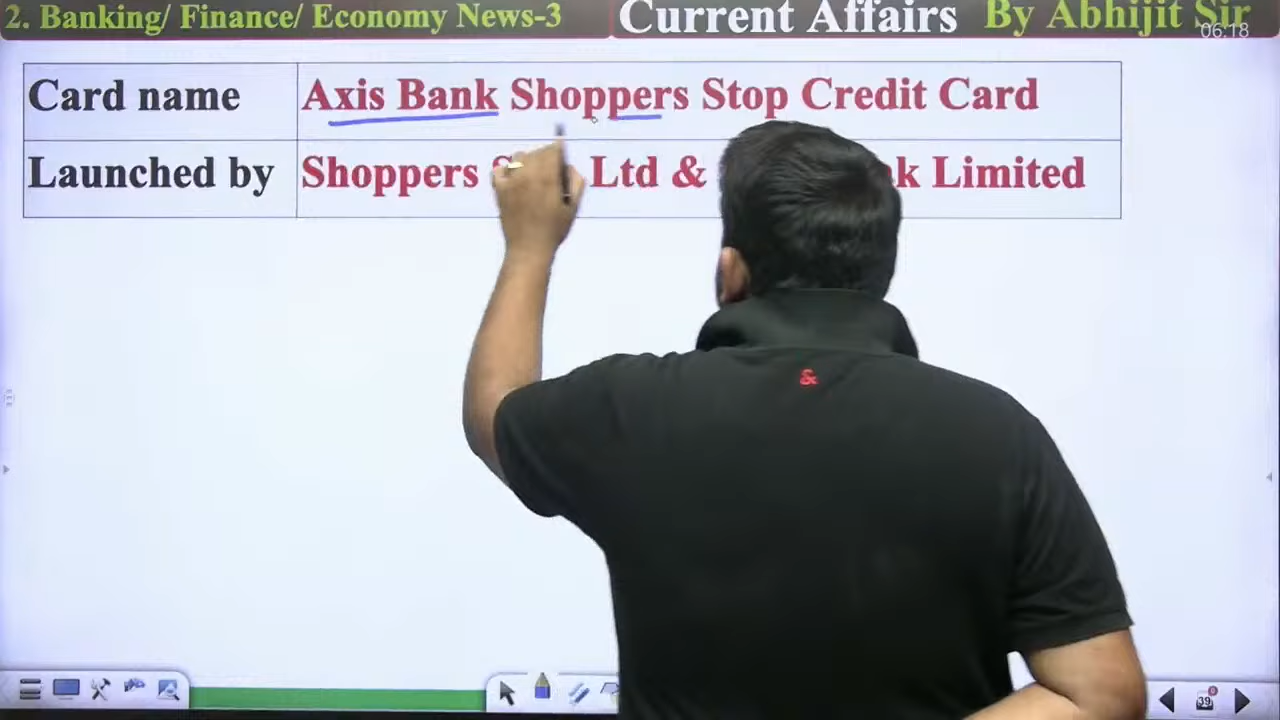 2. Banking/ Finance/ Economy News-3
Current Affairs By Abhijit Sir
06:18
Card name
Axis Bank Shoppers Stop Credit Card
Launched by
Shoppers Ltd & Limited
&
39